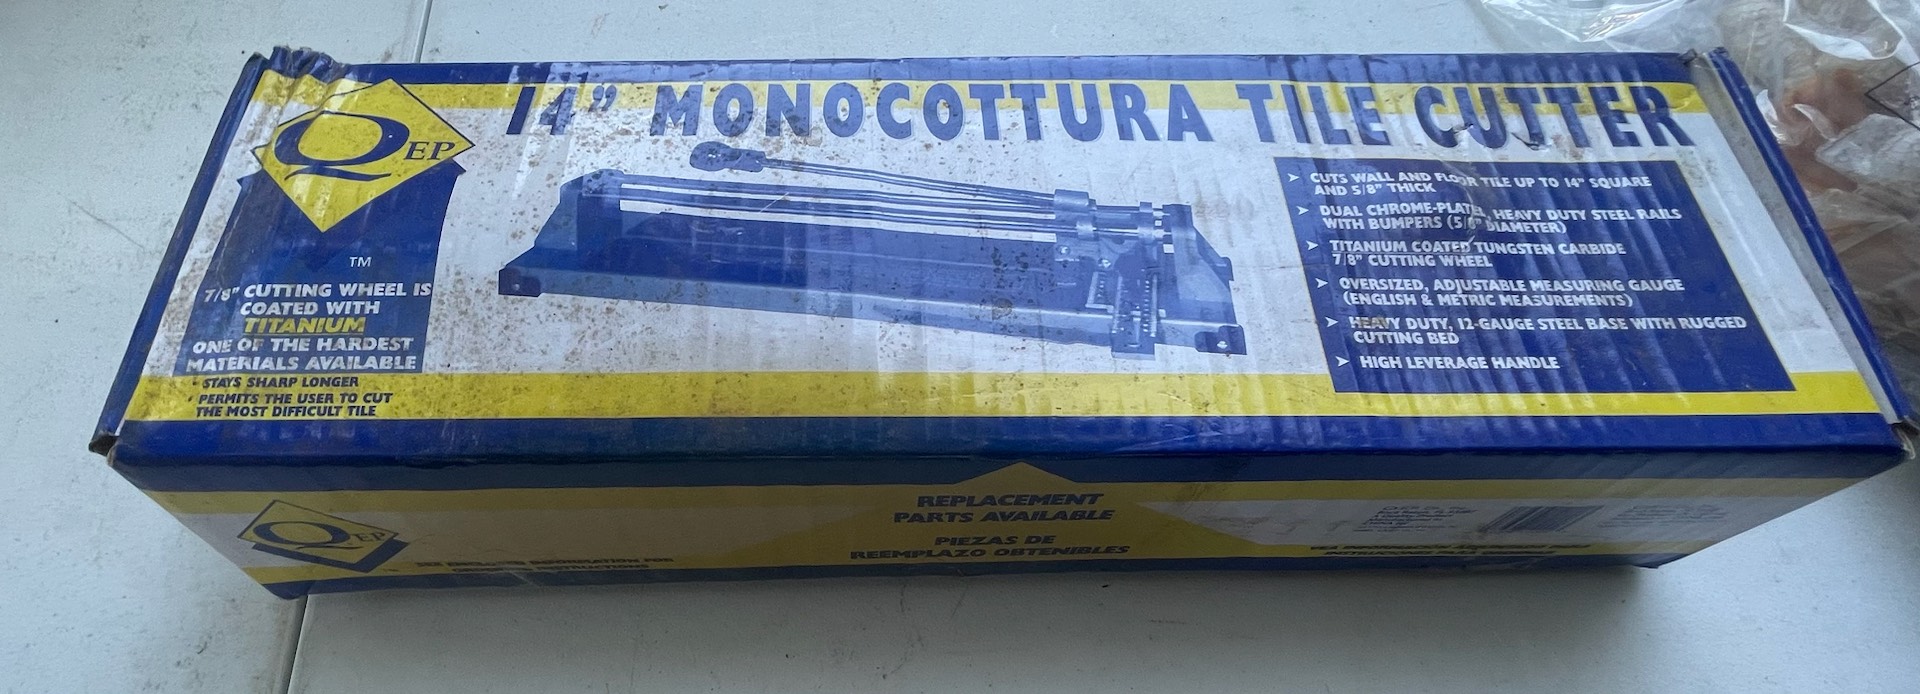 14" MONOCOTTURA TILE CUTTER
QEP
TM
7/8" CUTTING WHEEL IS
COATED WITH
TITANIUM
ONE OF THE HARDEST
MATERIALS AVAILABLE
• STAYS SHARP LONGER
• PERMITS THE USER TO CUT
THE MOST DIFFICULT TILE
➤ CUTS WALL AND FLOOR TILE UP TO 14" SQUARE
AND 5/8" THICK
➤ DUAL CHROME-PLATED, HEAVY DUTY STEEL RAILS
WITH BUMPERS (5/8" DIAMETER)
➤ TITANIUM COATED TUNGSTEN CARBIDE
7/8" CUTTING WHEEL
➤ OVERSIZED, ADJUSTABLE MEASURING GAUGE
(ENGLISH & METRIC MEASUREMENTS)
➤ HEAVY DUTY, 12-GAUGE STEEL BASE WITH RUGGED
CUTTING BED
➤ HIGH LEVERAGE HANDLE
QEP
REPLACEMENT
PARTS AVAILABLE
PIEZAS DE
REEMPLAZO OBTENIBLES
INFORMATION FOR
INSTRUCTIONS